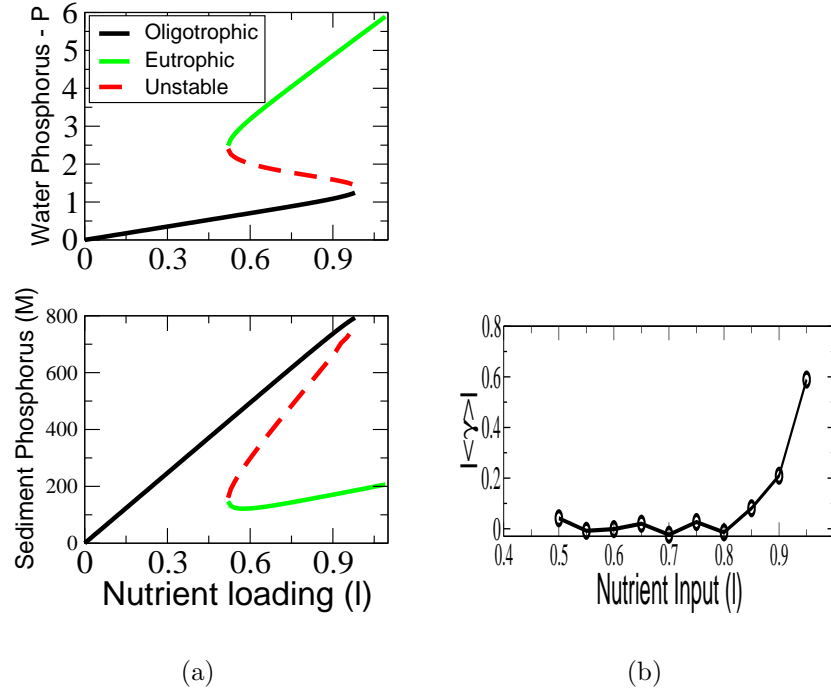 Water Phosphorus - P
6
5
4
3
2
1
0
Oligotrophic
Eutrophic
Unstable
0 0.3 0.6 0.9
Sediment Phosphorus (M)
800
600
400
200
0
0 0.3 0.6 0.9
Nutrient loading (l)
(a)
|<γ>|
0.8
0.6
0.4
0.2
0
0.4 0.5 0.6 0.7 0.8 0.9
Nutrient Input (l)
(b)